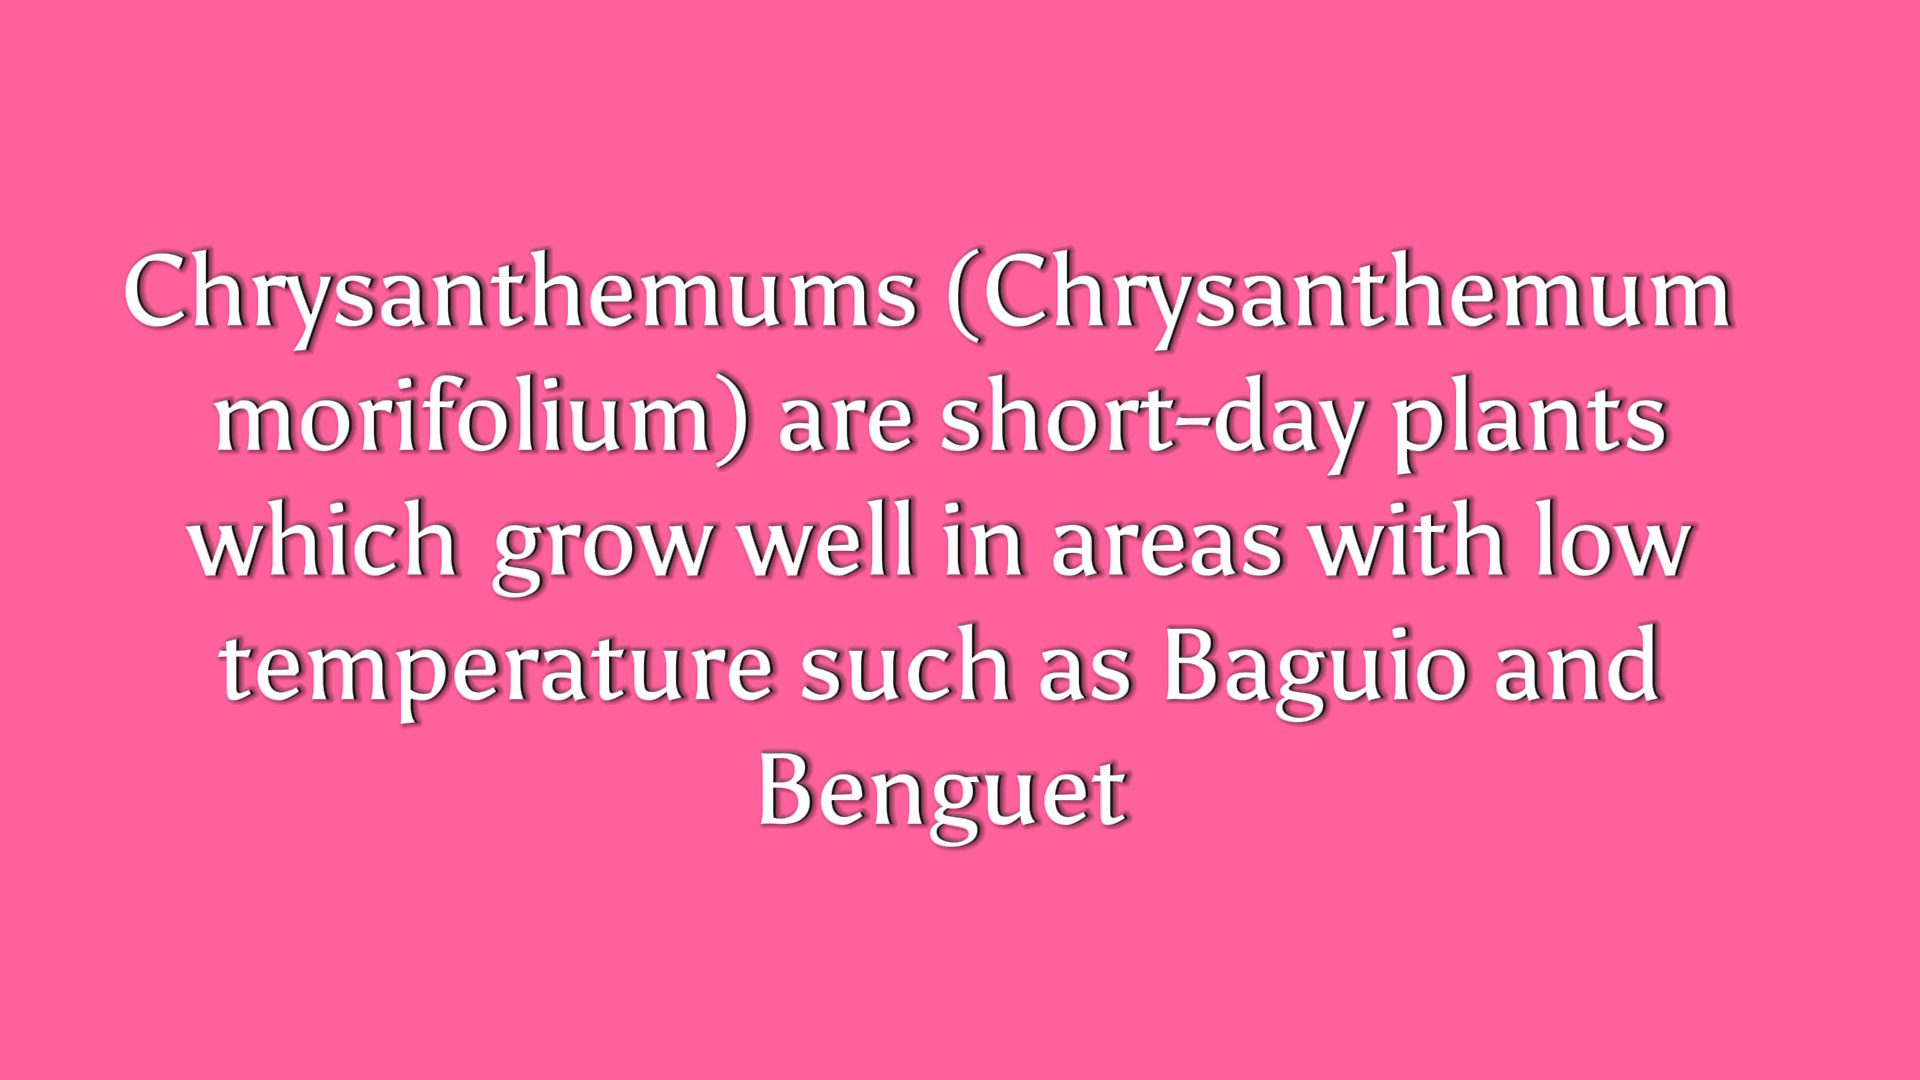 Chrysanthemums (Chrysanthemum
morifolium) are short-day plants
which grow well in areas with low
temperature such as Baguio and
Benguet